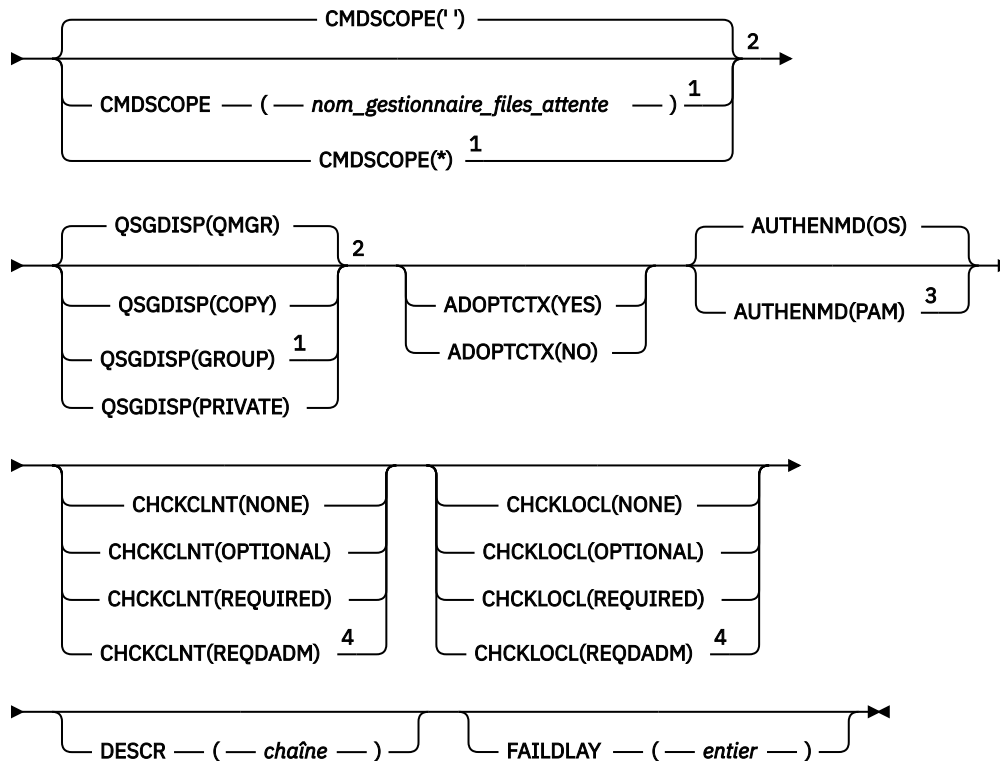 CMDSCOPE(' ')
2
CMDSCOPE ( nom_gestionnaire_files_attente ) 1
CMDSCOPE(*) 1
QSGDISP(QMGR)
2
QSGDISP(COPY)
QSGDISP(GROUP) 1
QSGDISP(PRIVATE)
ADOPTCTX(YES)
ADOPTCTX(NO)
AUTHENMD(OS)
AUTHENMD(PAM) 3
CHCKCLNT(NONE)
CHCKCLNT(OPTIONAL)
CHCKCLNT(REQUIRED)
CHCKCLNT(REQDADM) 4
CHCKLOCL(NONE)
CHCKLOCL(OPTIONAL)
CHCKLOCL(REQUIRED)
CHCKLOCL(REQDADM) 4
DESCR ( chaîne )
FAILDLAY ( entier )